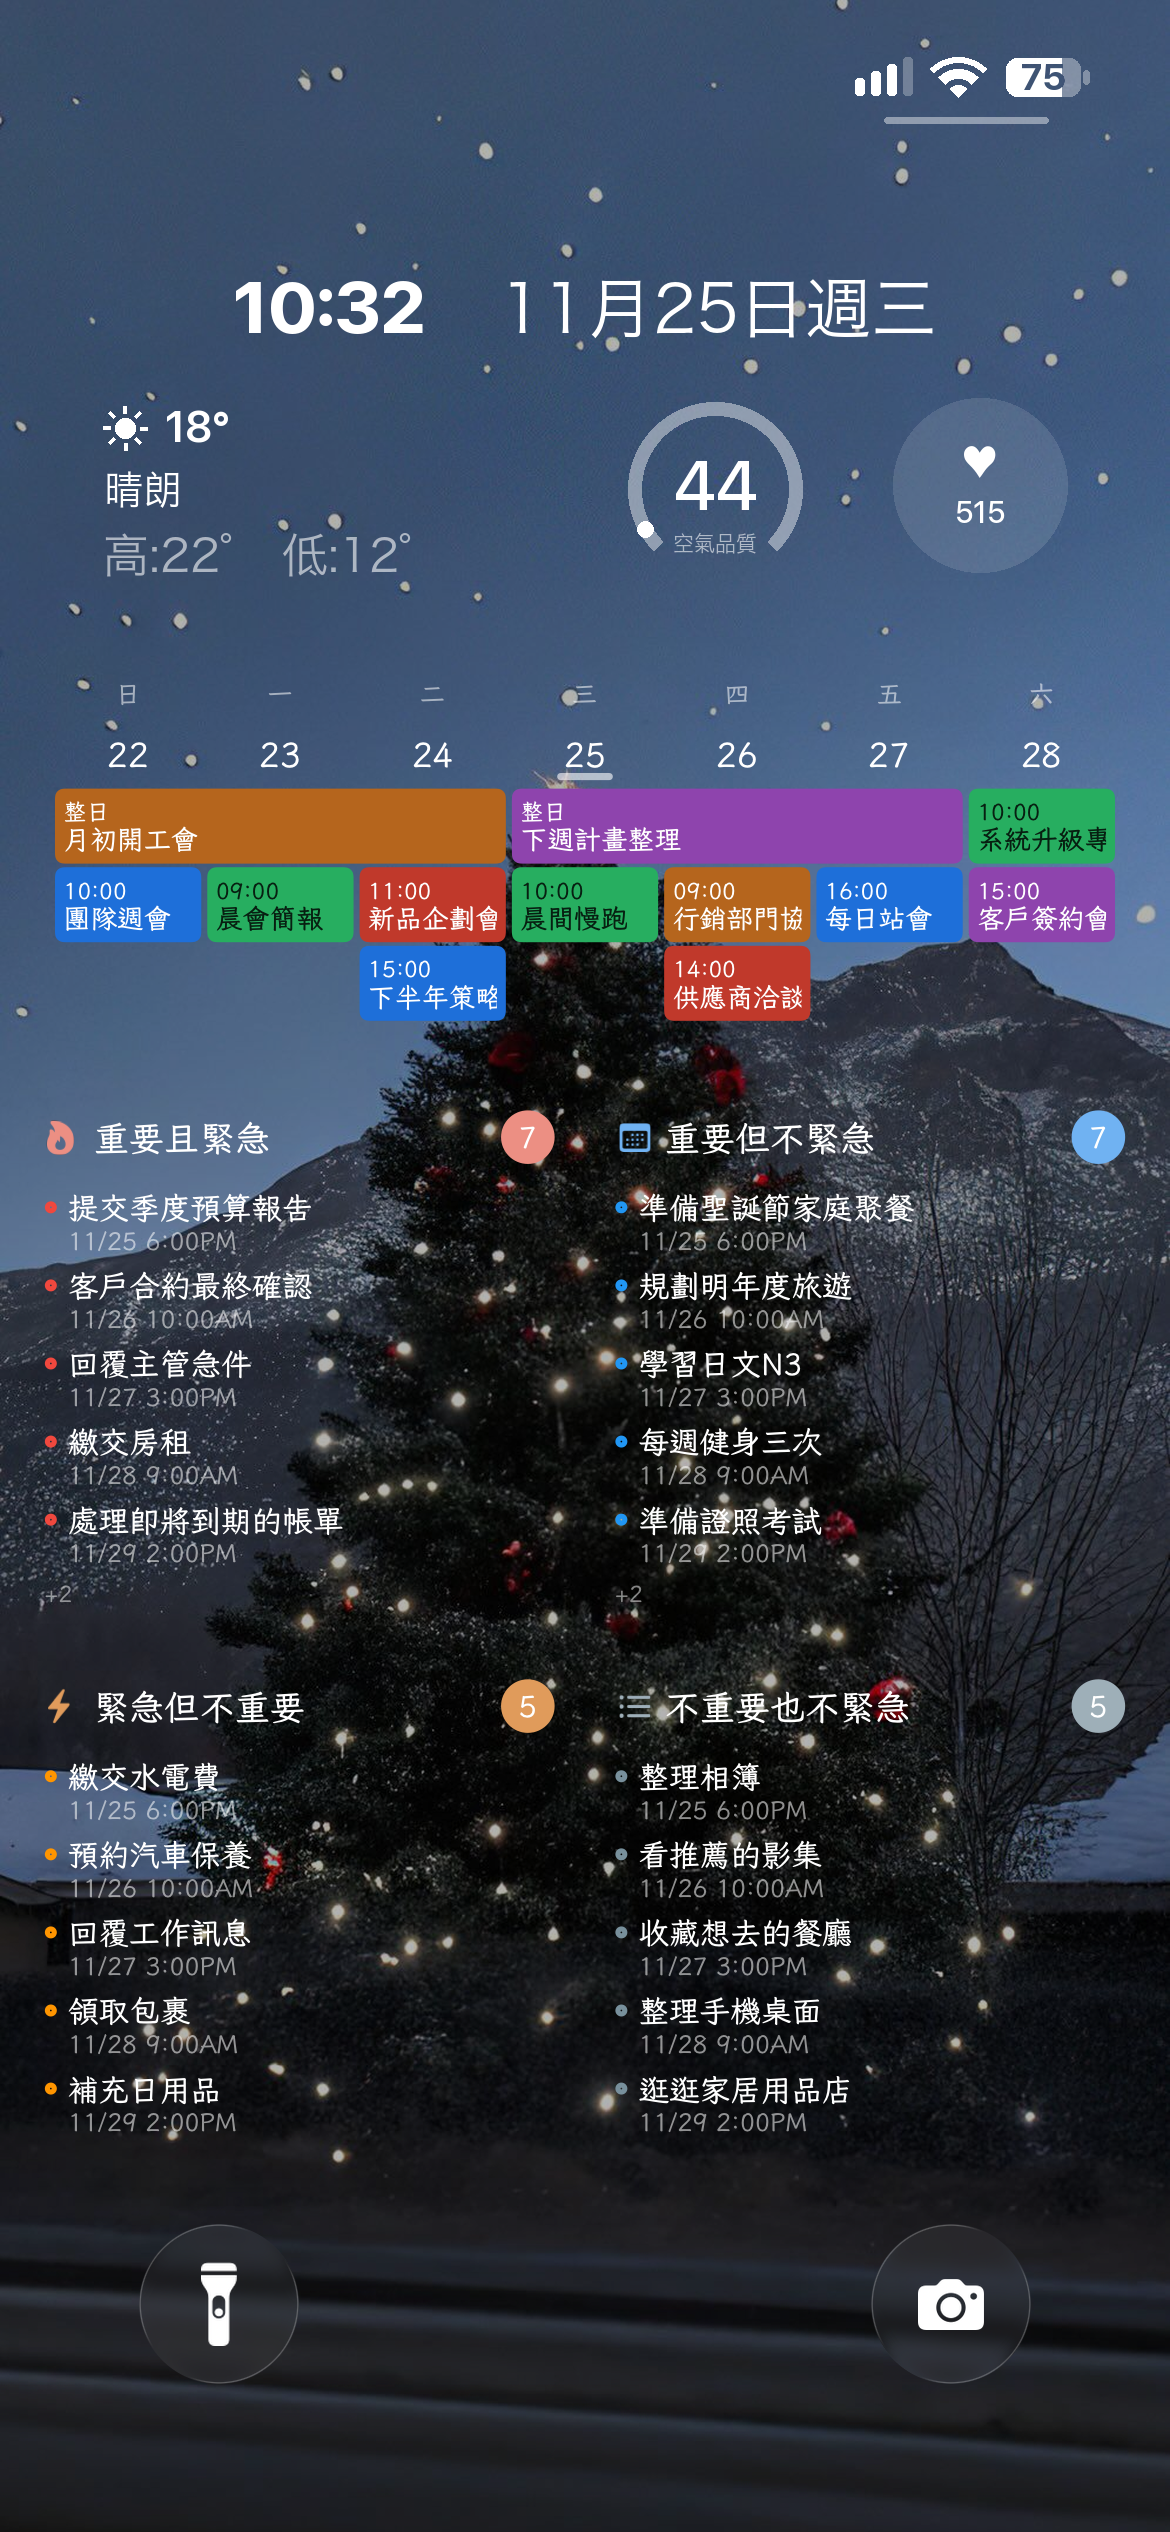 75
10:32 11月25日週三
18°
晴朗
高:22° 低:12°
44
空氣品質
515
日 一 二 三 四 五 六
22 23 24 25 26 27 28
整日
月初開工會
整日
下週計畫整理
10:00
系統升級專
10:00
團隊週會
09:00
晨會簡報
11:00
新品企劃會
10:00
晨間慢跑
09:00
行銷部門協
16:00
每日站會
15:00
客戶簽約會
15:00
下半年策略
14:00
供應商洽談
重要且緊急 7
提交季度預算報告
11/25 6:00PM
客戶合約最終確認
11/26 10:00AM
回覆主管急件
11/27 3:00PM
繳交房租
11/28 9:00AM
處理即將到期的帳單
11/29 2:00PM
+2
重要但不緊急 7
準備聖誕節家庭聚餐
11/25 6:00PM
規劃明年度旅遊
11/26 10:00AM
學習日文N3
11/27 3:00PM
每週健身三次
11/28 9:00AM
準備證照考試
11/29 2:00PM
+2
緊急但不重要 5
繳交水電費
11/25 6:00PM
預約汽車保養
11/26 10:00AM
回覆工作訊息
11/27 3:00PM
領取包裹
11/28 9:00AM
補充日用品
11/29 2:00PM
不重要也不緊急 5
整理相簿
11/25 6:00PM
看推薦的影集
11/26 10:00AM
收藏想去的餐廳
11/27 3:00PM
整理手機桌面
11/28 9:00AM
逛逛家居用品店
11/29 2:00PM